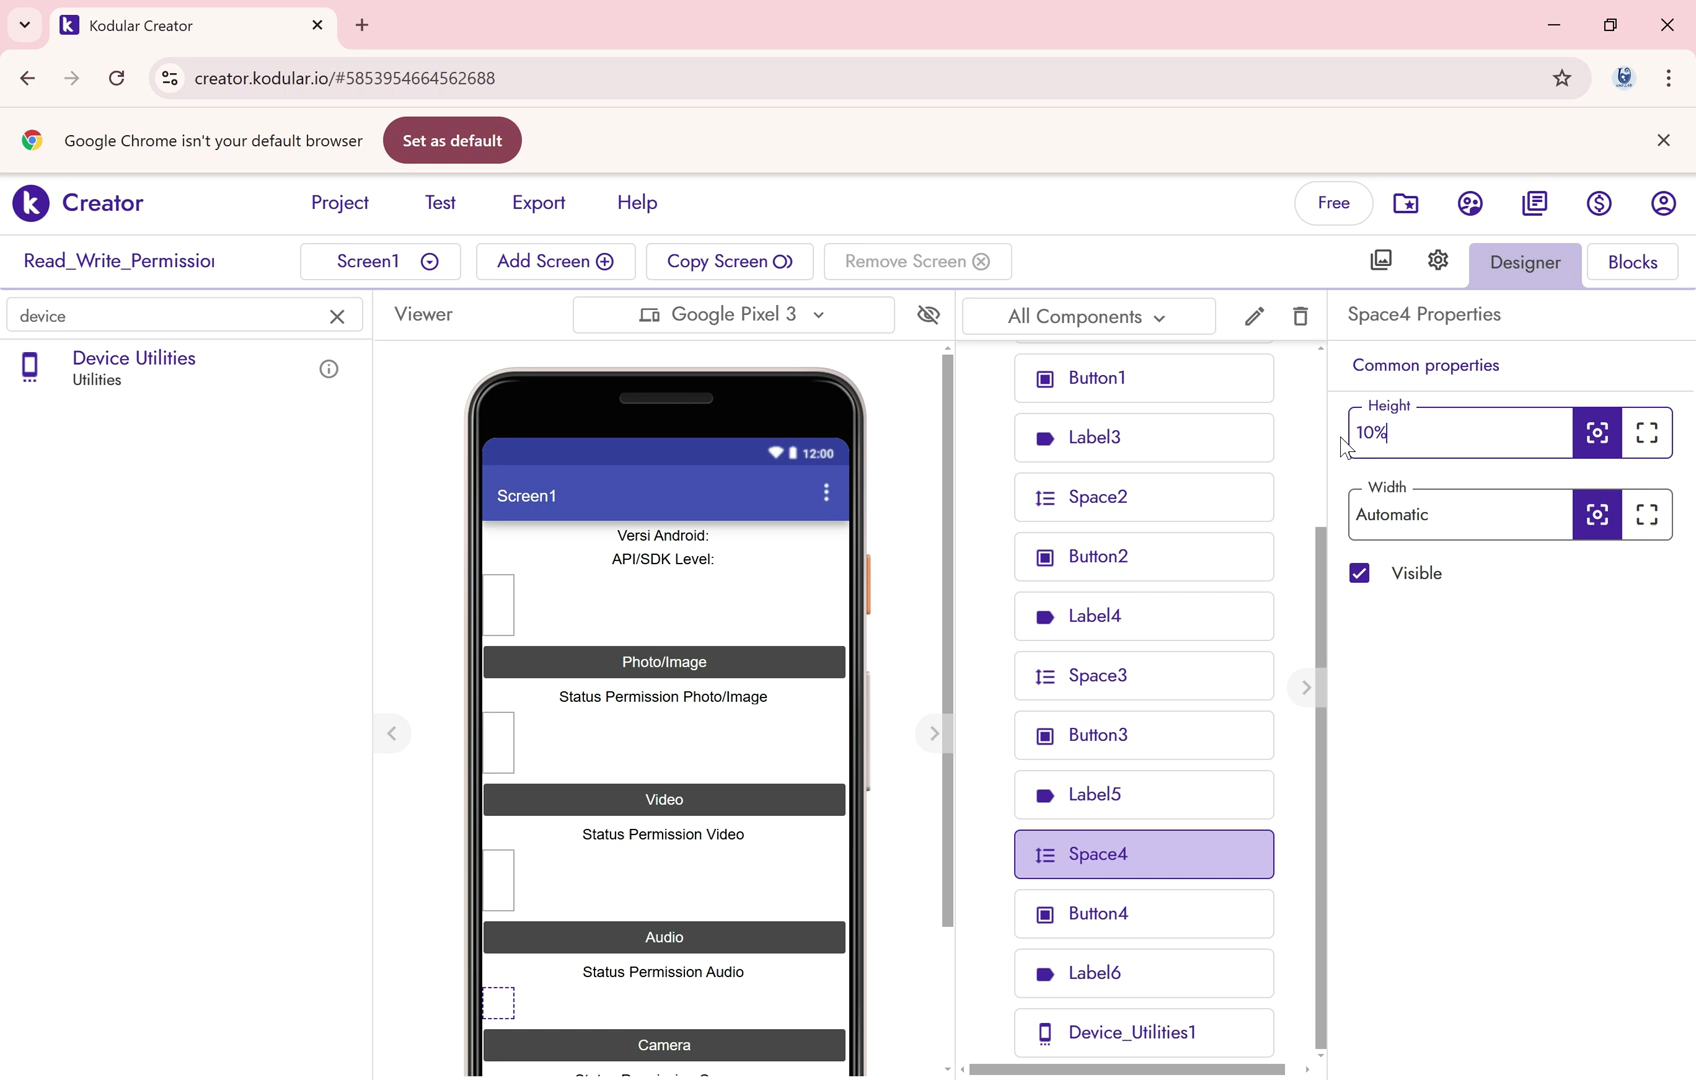 Kodular Creator
creator.kodular.io/#5853954664562688
Google Chrome isn't your default browser
Set as default
Creator
Project
Test
Export
Help
Free
Read_Write_Permission
Screen1
Add Screen
Copy Screen
Remove Screen
Designer
Blocks
device
Viewer
Google Pixel 3
All Components
Space4 Properties
Device Utilities
Utilities
12:00
Screen1
Versi Android:
API/SDK Level:
Photo/Image
Status Permission Photo/Image
Video
Status Permission Video
Audio
Status Permission Audio
Camera
Button1
Label3
Space2
Button2
Label4
Space3
Button3
Label5
Space4
Button4
Label6
Device_Utilities1
Common properties
Height
10%
Width
Automatic
Visible